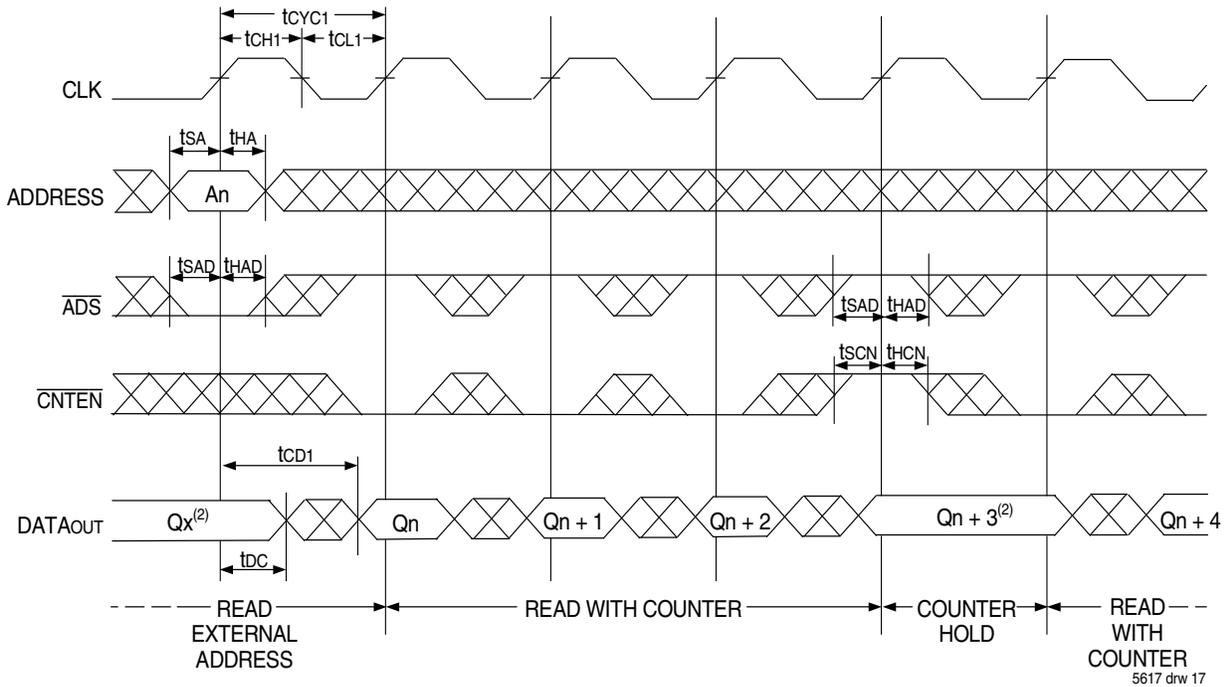 tCYC1
tCH1 tCL1
CLK
tSA tHA
ADDRESS An
tSAD tHAD
ADS
tSAD tHAD
tSCN tHCN
CNTEN
tCD1
DATAOUT Qx(2) Qn Qn + 1 Qn + 2 Qn + 3(2) Qn + 4
tDC
READ EXTERNAL ADDRESS
READ WITH COUNTER
COUNTER HOLD
READ WITH COUNTER
5617 drw 17